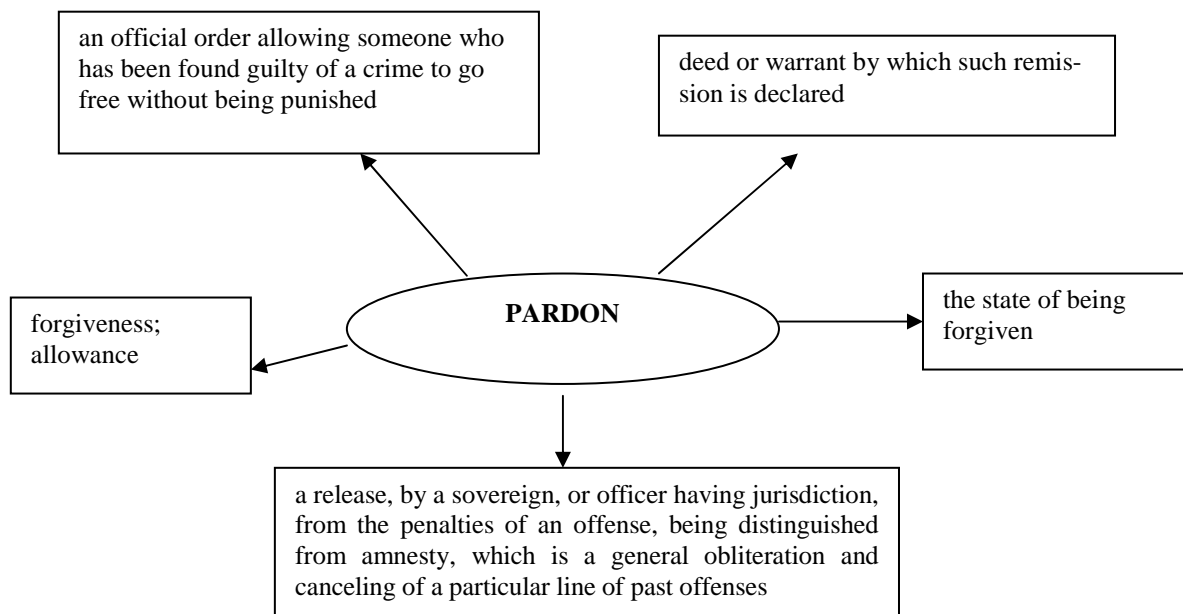 an official order allowing someone who
has been found guilty of a crime to go
free without being punished
deed or warrant by which such remis-
sion is declared
PARDON
forgiveness;
allowance
the state of being
forgiven
a release, by a sovereign, or officer having jurisdiction,
from the penalties of an offense, being distinguished
from amnesty, which is a general obliteration and
canceling of a particular line of past offenses